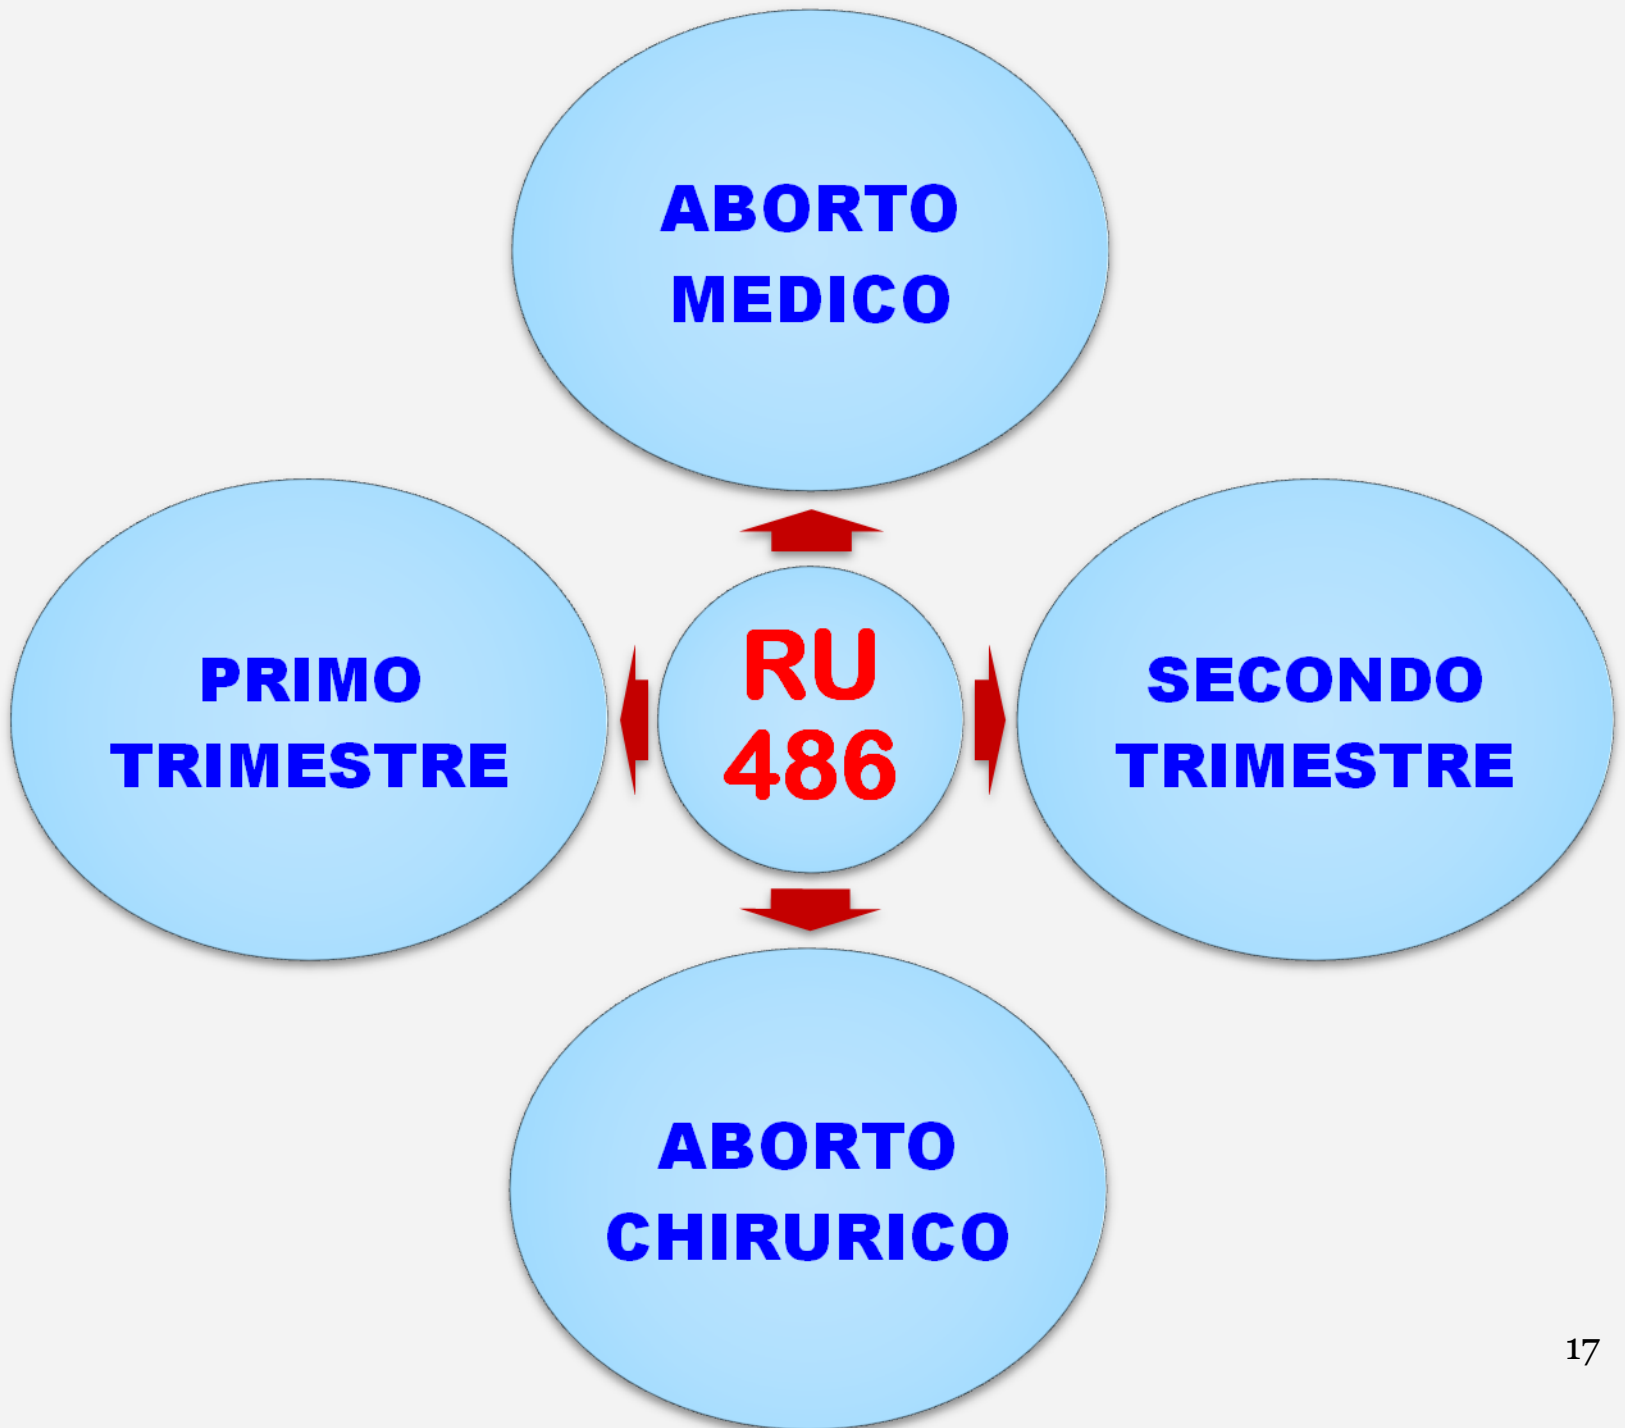 ABORTO
MEDICO
PRIMO
TRIMESTRE
RU
486
SECONDO
TRIMESTRE
ABORTO
CHIRURICO
17